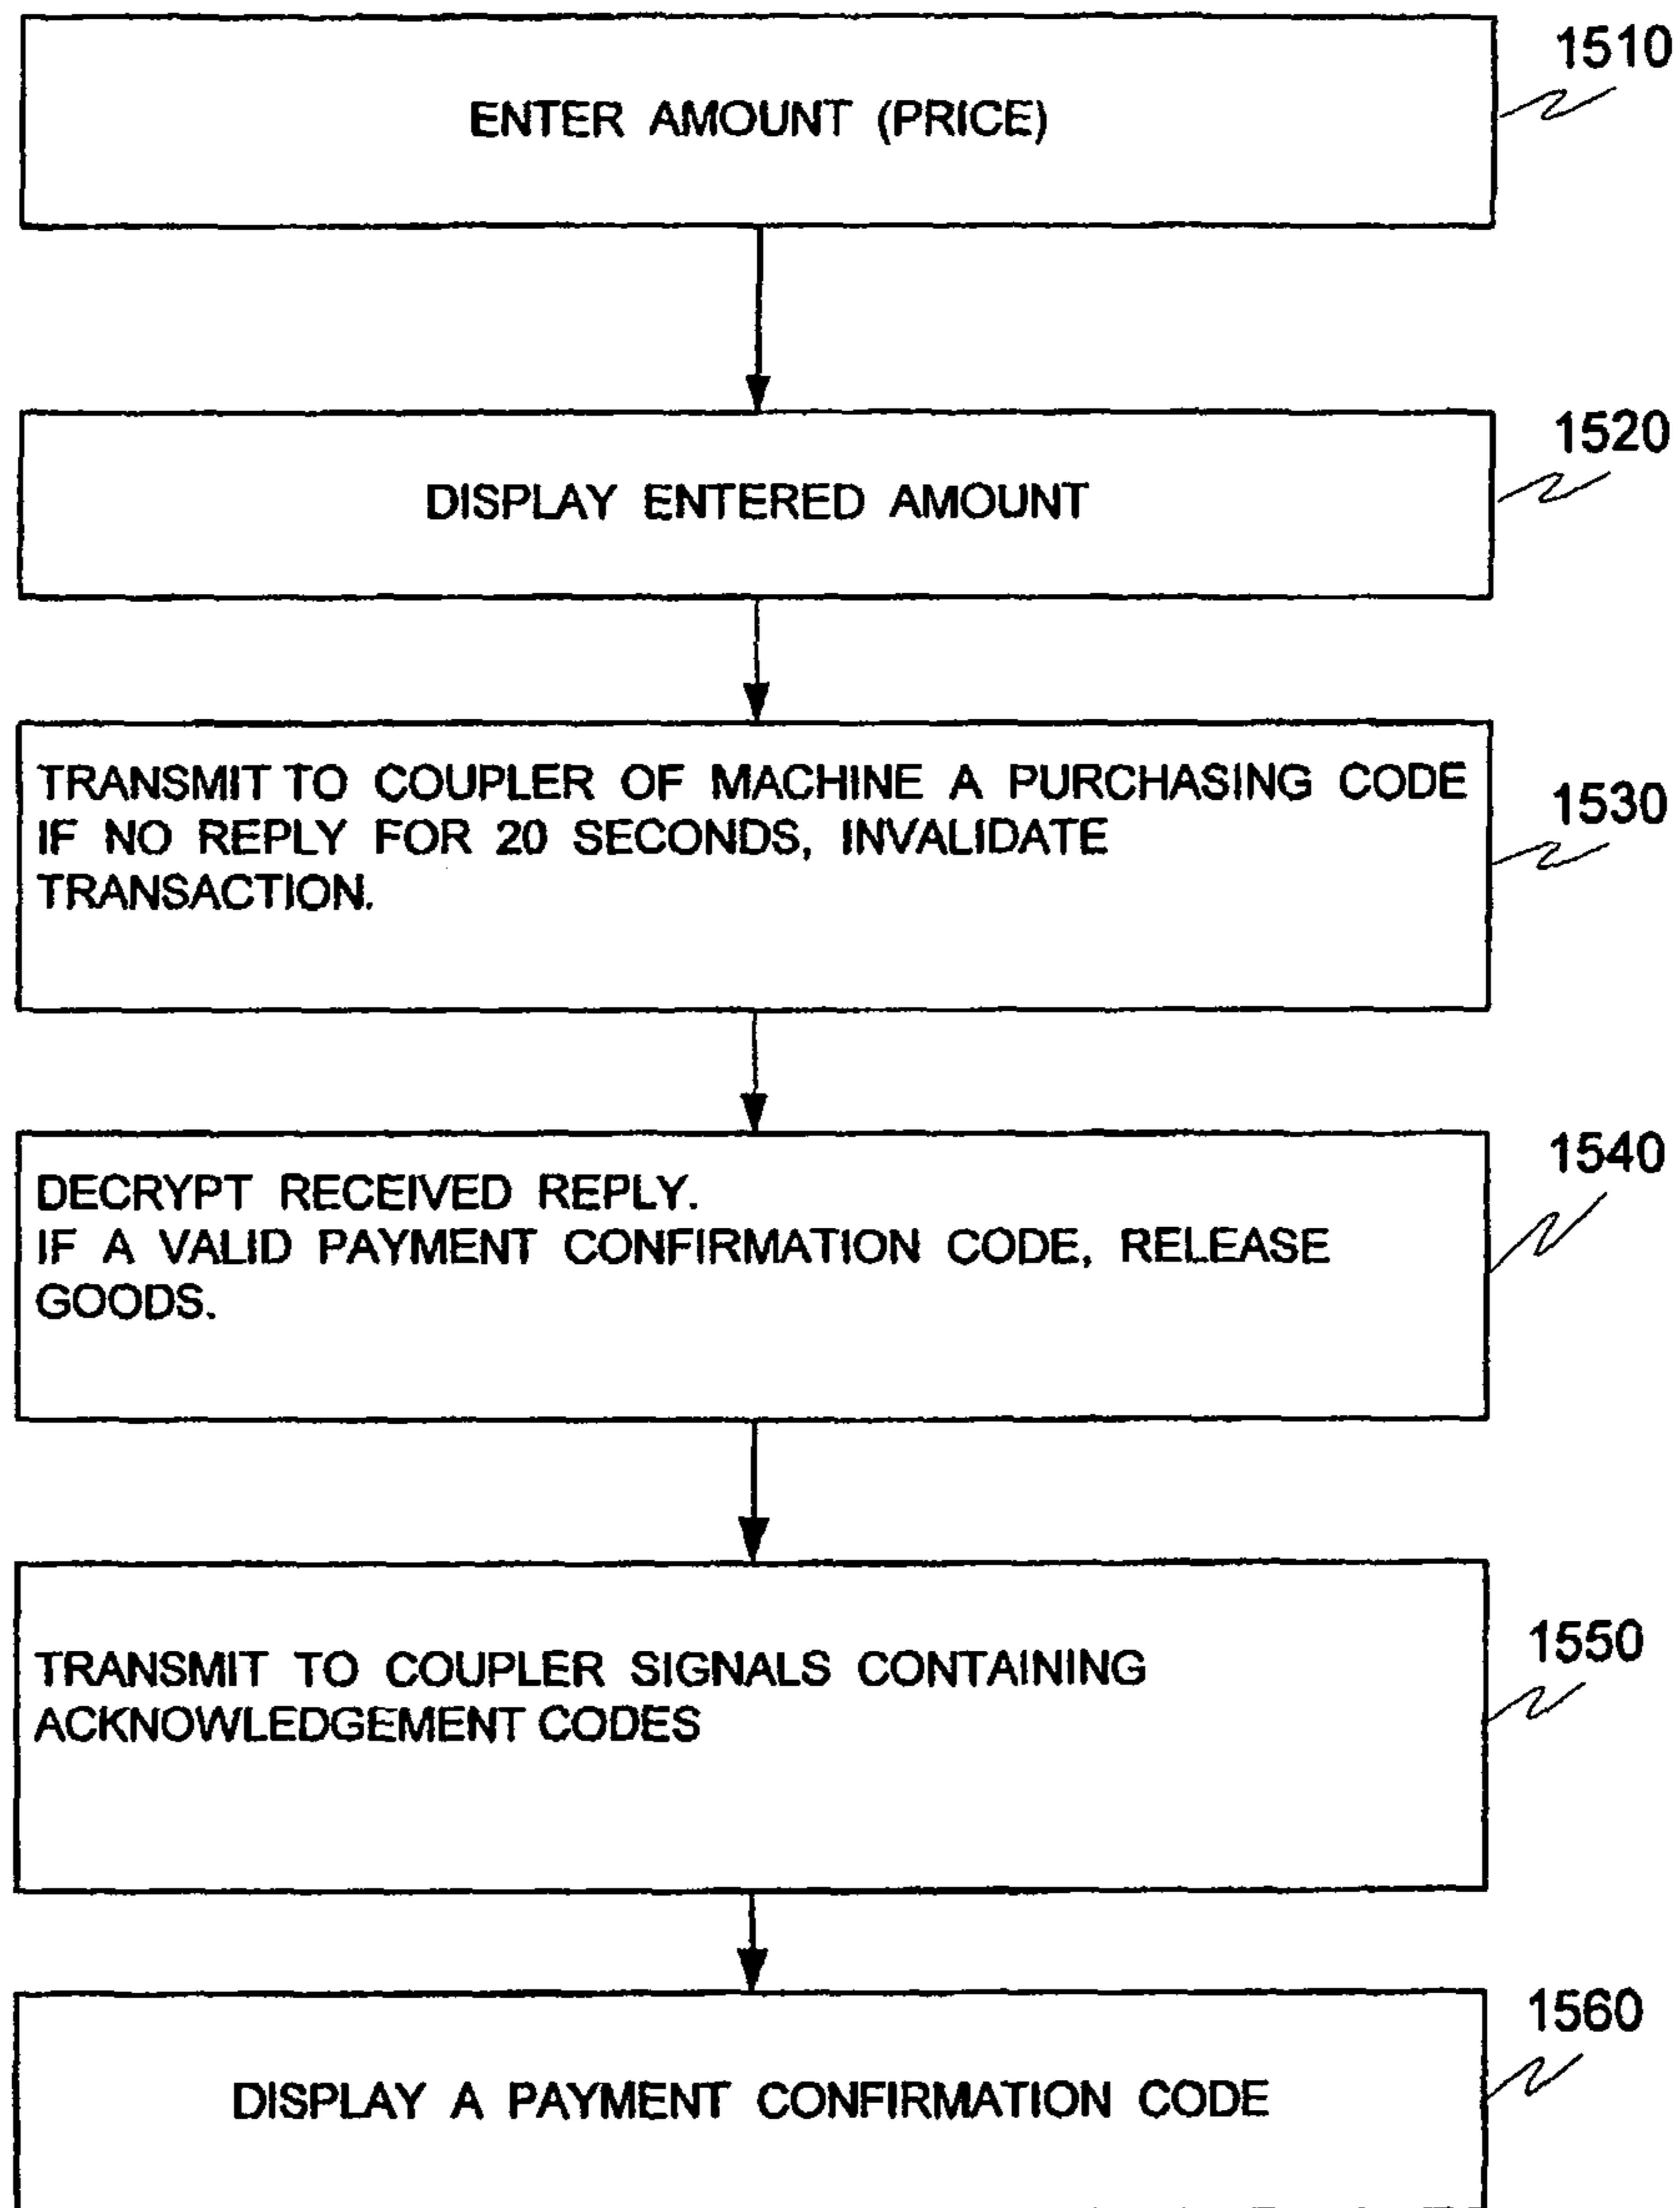 1510
ENTER AMOUNT (PRICE)
1520
DISPLAY ENTERED AMOUNT
TRANSMIT TO COUPLER OF MACHINE A PURCHASING CODE
IF NO REPLY FOR 20 SECONDS, INVALIDATE
TRANSACTION.
1530
1540
DECRYPT RECEIVED REPLY.
IF A VALID PAYMENT CONFIRMATION CODE, RELEASE
GOODS.
1550
TRANSMIT TO COUPLER SIGNALS CONTAINING
ACKNOWLEDGEMENT CODES
1560
DISPLAY A PAYMENT CONFIRMATION CODE